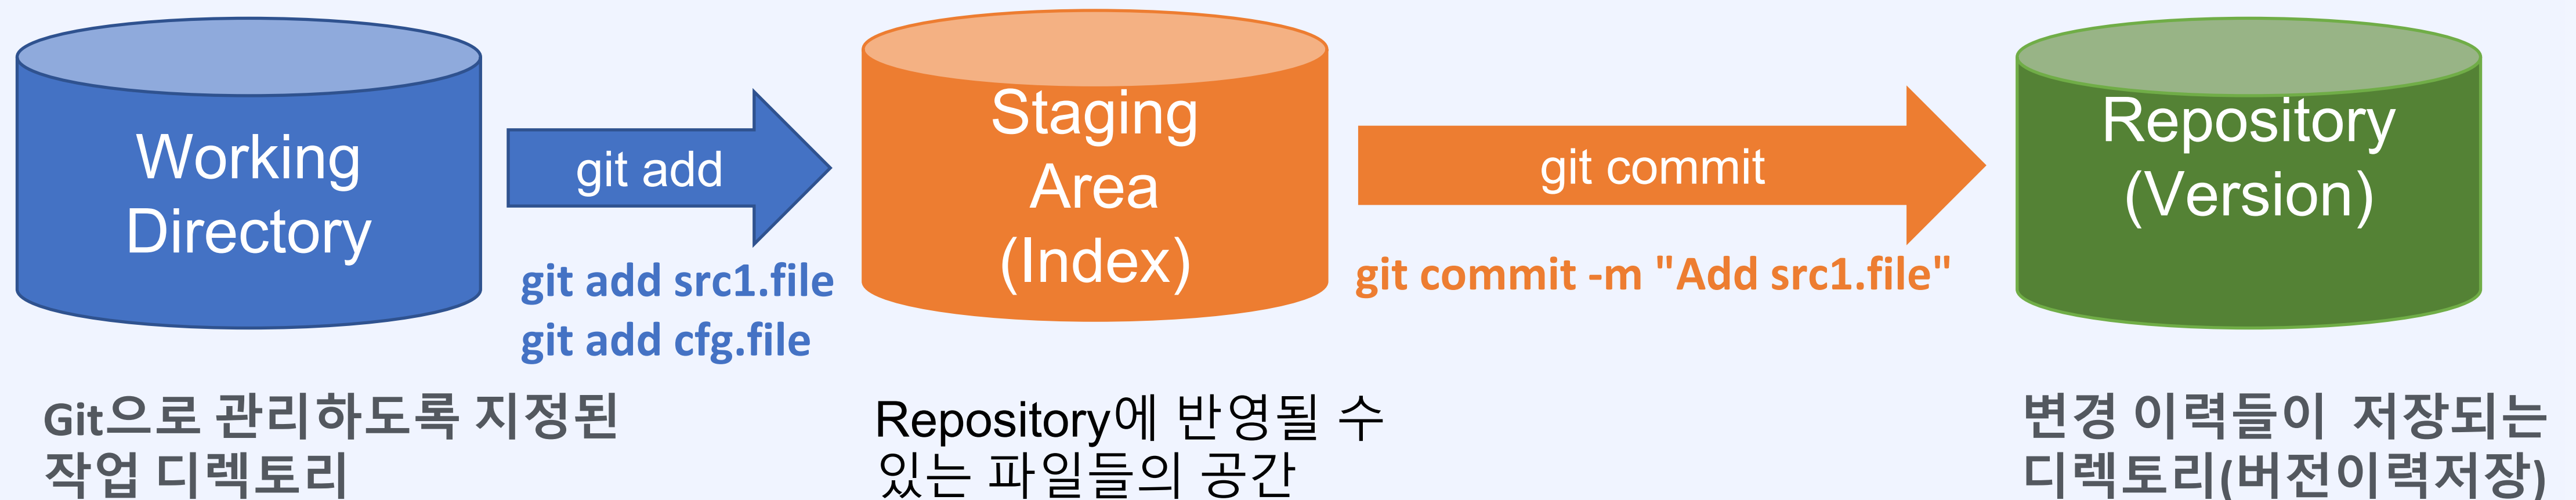 Working
Directory
git add
git add src1.file
git add cfg.file
Staging
Area
(Index)
git commit
git commit -m "Add src1.file"
Repository
(Version)
Git으로 관리하도록 지정된
작업 디렉토리
Repository에 반영될 수
있는 파일들의 공간
변경 이력들이 저장되는
디렉토리(버전이력저장)